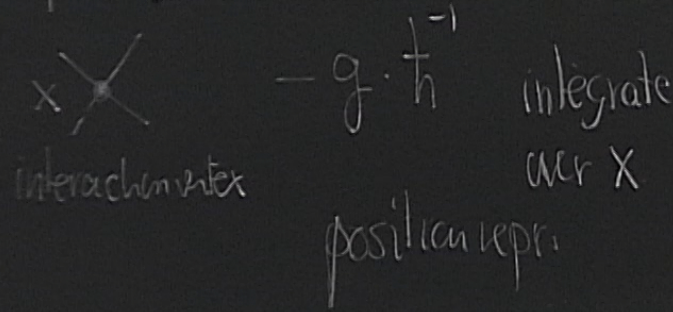 x
- g · ħ⁻¹
integrate
over x
interaction vertex
position repr.